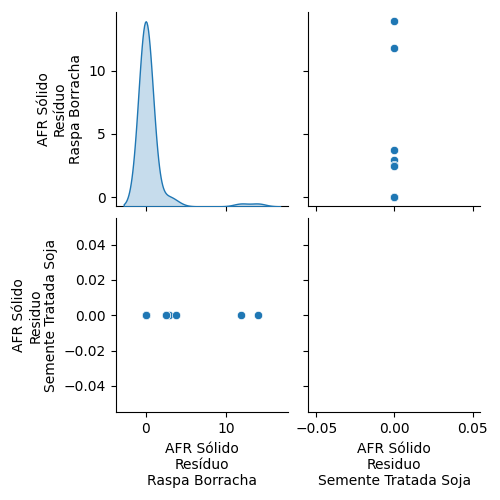 AFR Sólido
Resíduo
Raspa Borracha
10
5
0
AFR Sólido
Residuo
Semente Tratada Soja
0.04
0.02
0.00
−0.02
−0.04
0
10
AFR Sólido
Resíduo
Raspa Borracha
−0.05
0.00
0.05
AFR Sólido
Residuo
Semente Tratada Soja